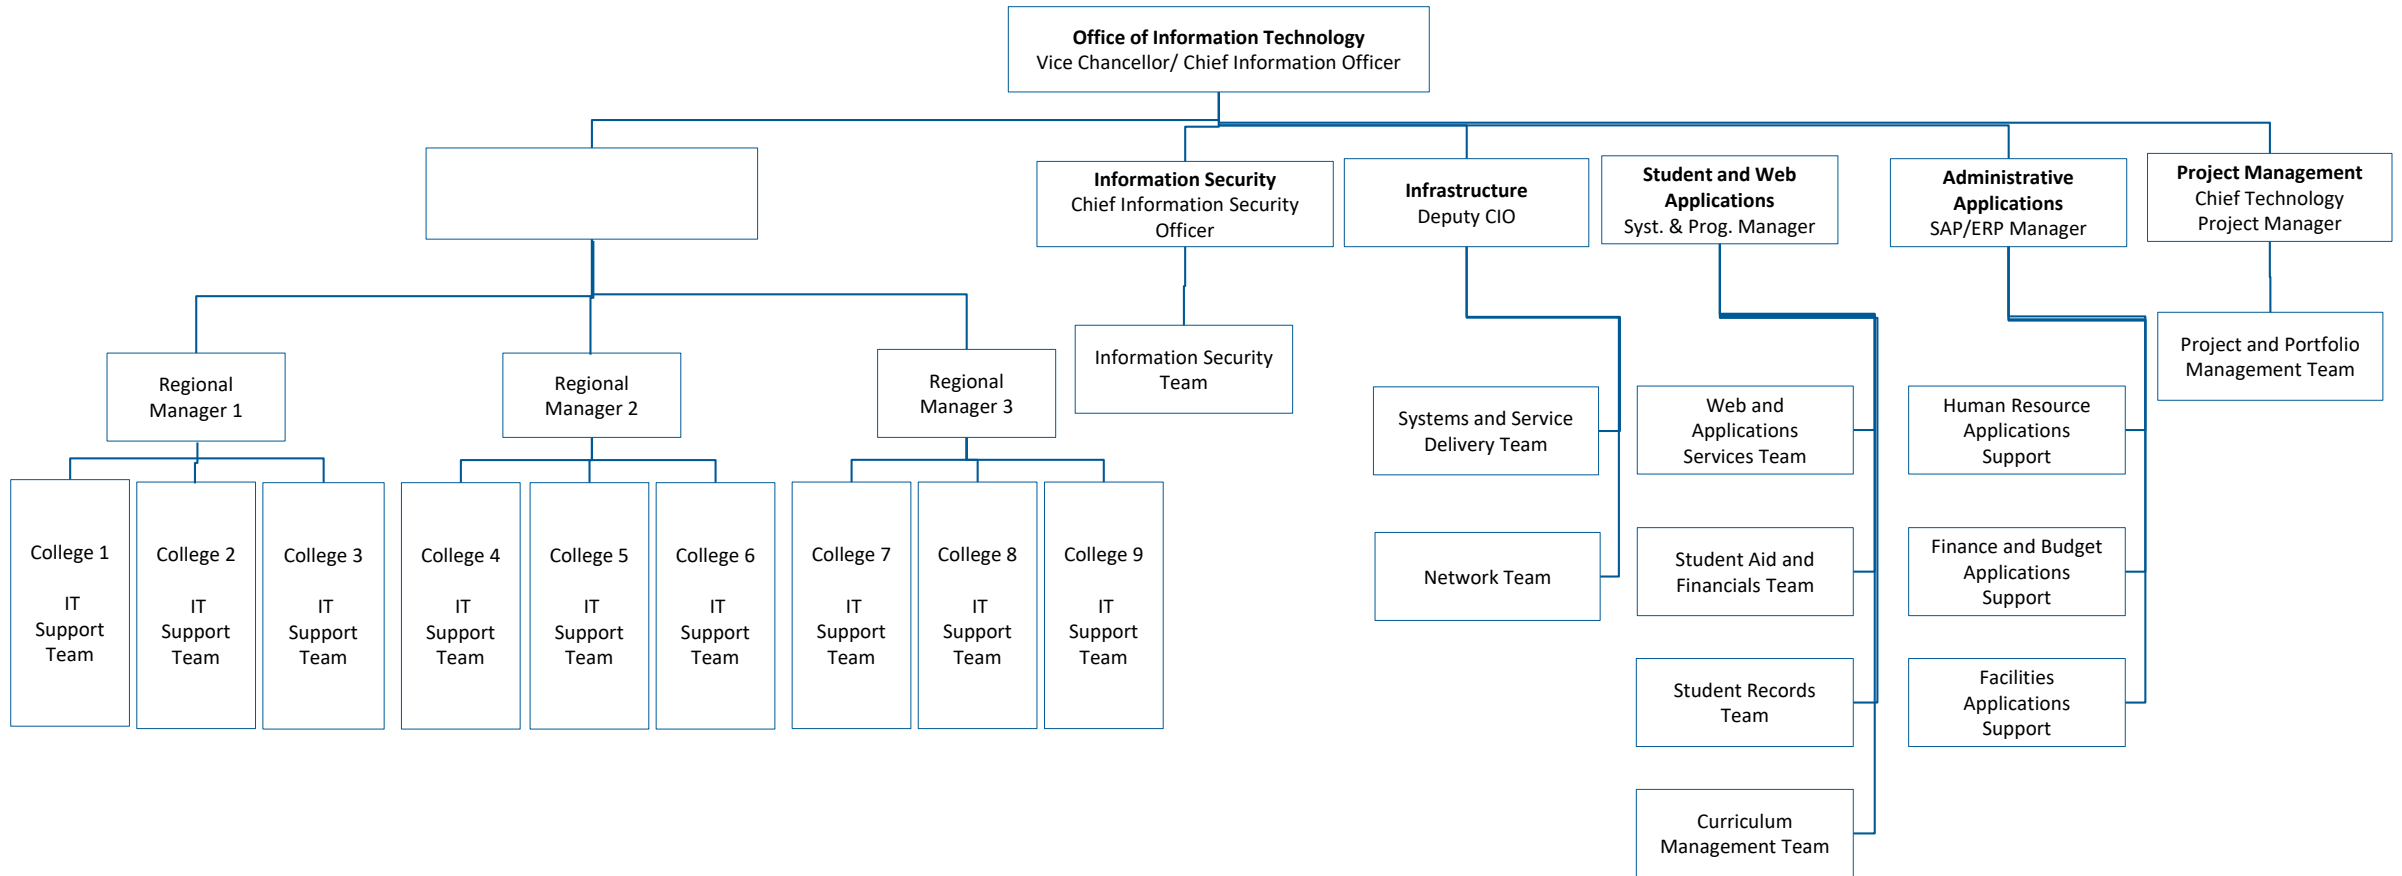 Office of Information Technology
Vice Chancellor/ Chief Information Officer
Information Security
Chief Information Security
Officer
Infrastructure
Deputy CIO
Student and Web
Applications
Syst. & Prog. Manager
Administrative
Applications
SAP/ERP Manager
Project Management
Chief Technology
Project Manager
Regional
Manager 1
Regional
Manager 2
Regional
Manager 3
Information Security
Team
Project and Portfolio
Management Team
College 1
IT
Support
Team
College 2
IT
Support
Team
College 3
IT
Support
Team
College 4
IT
Support
Team
College 5
IT
Support
Team
College 6
IT
Support
Team
College 7
IT
Support
Team
College 8
IT
Support
Team
College 9
IT
Support
Team
Systems and Service
Delivery Team
Network Team
Web and
Applications
Services Team
Student Aid and
Financials Team
Student Records
Team
Curriculum
Management Team
Human Resource
Applications
Support
Finance and Budget
Applications
Support
Facilities
Applications
Support